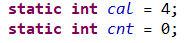 static int cal = 4;
static int cnt = 0;